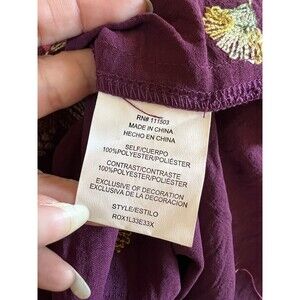 RN# 111503
MADE IN CHINA
HECHO EN CHINA
SELF/CUERPO
100%POLYESTER/POLIÉSTER
CONTRAST/CONTRASTE
100%POLYESTER/POLIÉSTER
EXCLUSIVE OF DECORATION
EXCLUSIVA DE LA DECORACION
STYLE/ESTILO
ROX1L33E33X